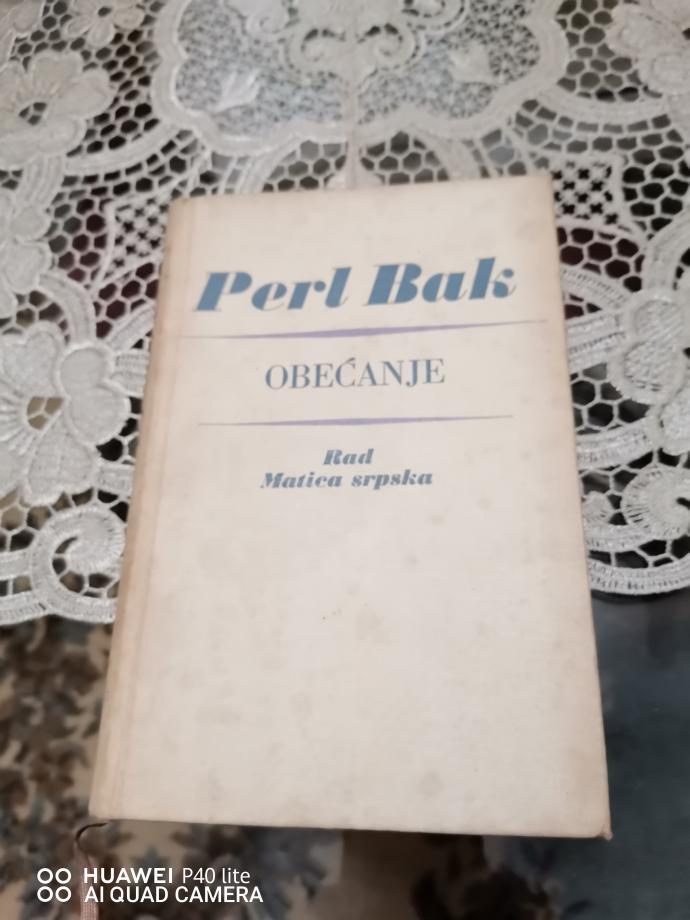 Perl Bak
OBEĆANJE
Rad
Matica srpska
HUAWEI P40 lite
AI QUAD CAMERA